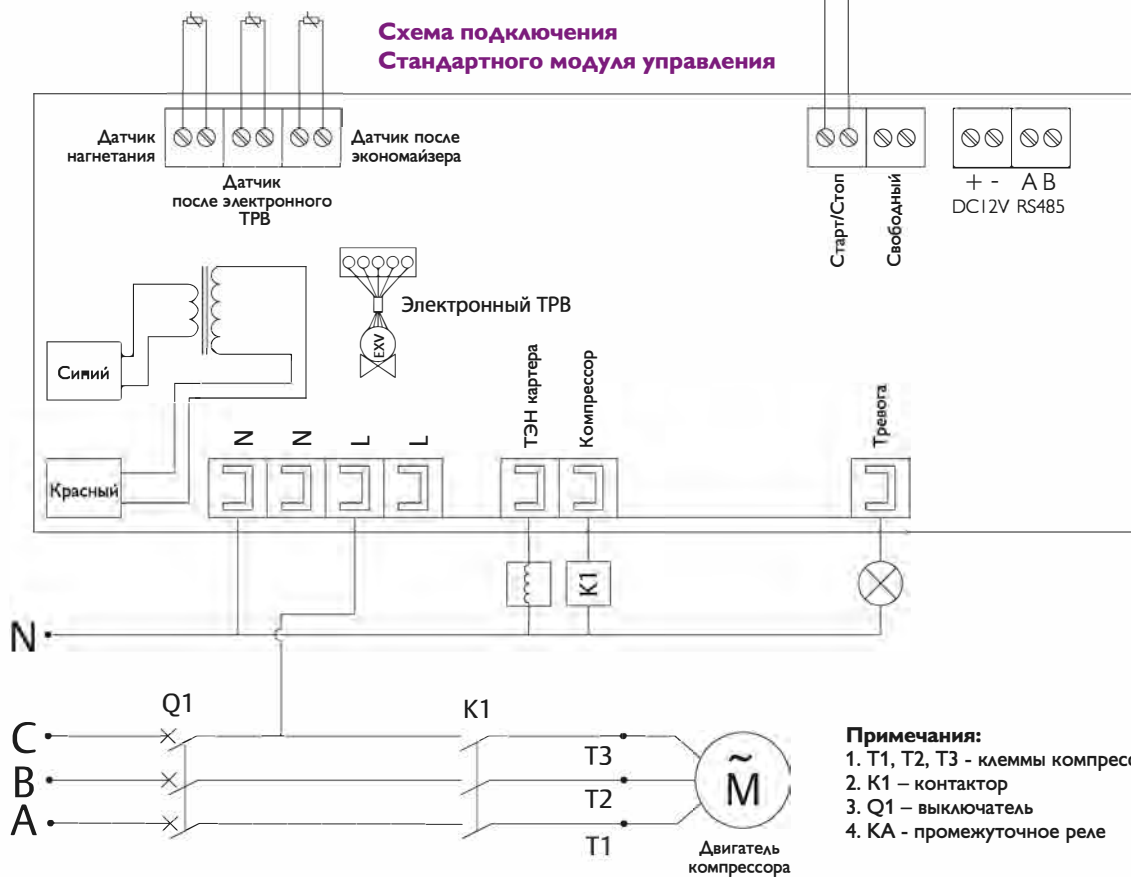 Схема подключения
Стандартного модуля управления
Датчик
нагнетания
Датчик
после электронного
ТРВ
Датчик после
экономайзера
Старт/Стоп
Свободный
+ -
DC12V
A B
RS485
Электронный ТРВ
EXV
Синий
Красный
N
N
L
L
ТЭН картера
Компрессор
Тревога
K1
N
Q1
K1
C
B
A
T3
T2
T1
~
M
Двигатель
компрессора
Примечания:
1. T1, T2, T3 - клеммы компресс
2. K1 – контактор
3. Q1 – выключатель
4. KA - промежуточное реле